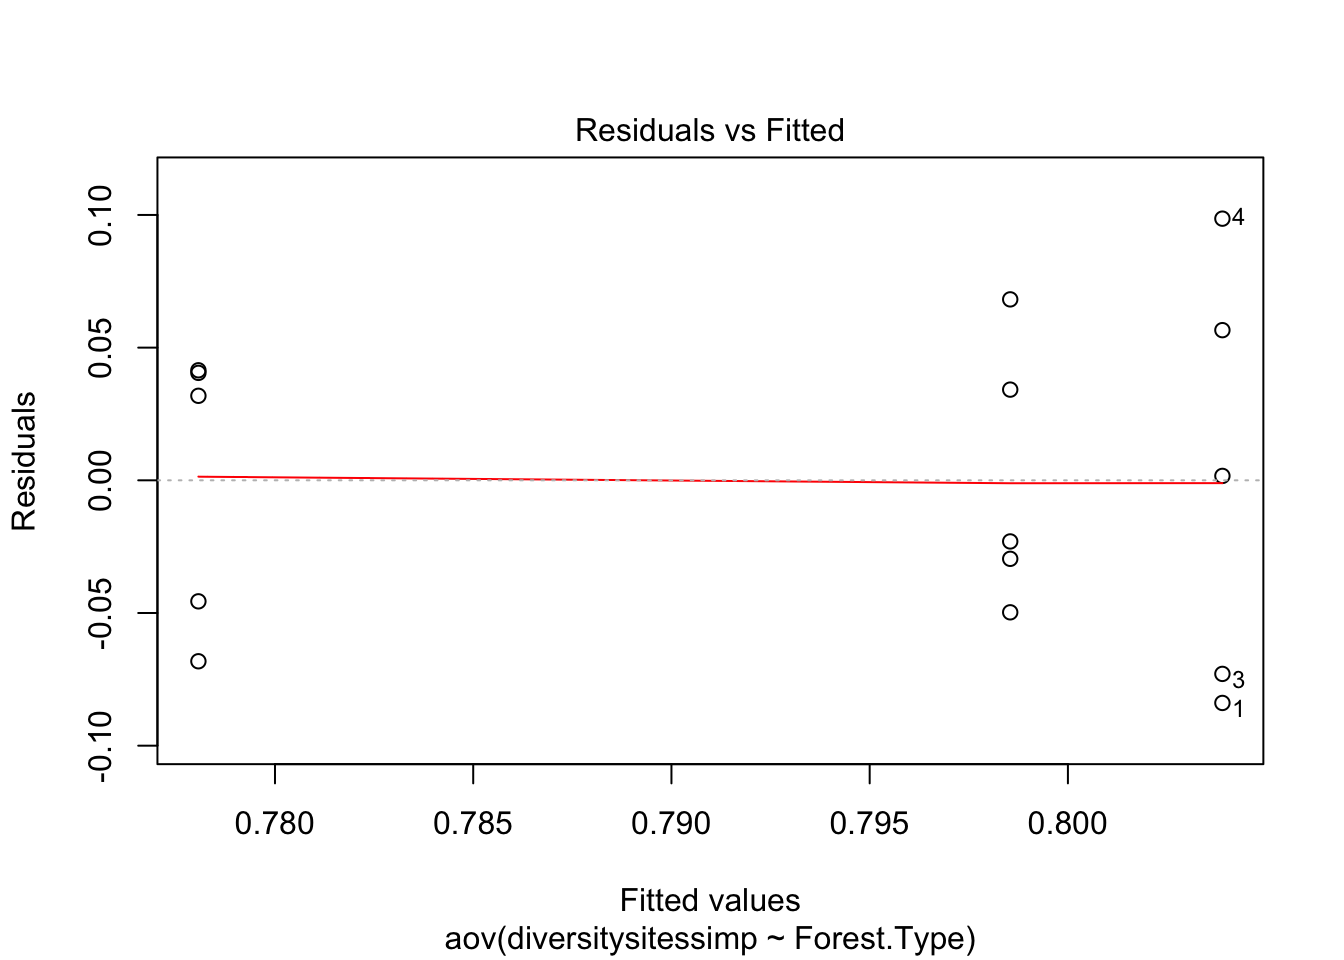 Residuals vs Fitted
Residuals
0.10
0.05
0.00
-0.05
-0.10
4
3
1
0.780 0.785 0.790 0.795 0.800
Fitted values
aov(diversitysitessimp ~ Forest.Type)